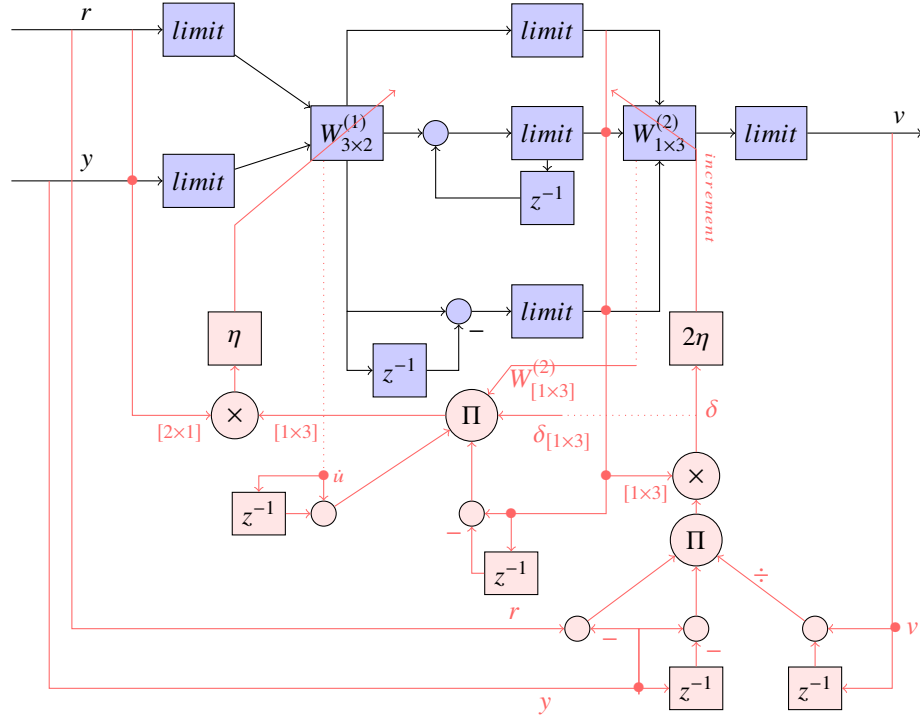 r
limit
limit
v
W^{(1)}_{3×2}
limit
W^{(2)}_{1×3}
limit
y
limit
increment
z^{-1}
η
limit
2η
−
z^{-1}
W^{(2)}_{[1×3]}
×
Π
δ
[2×1]
[1×3]
δ_{[1×3]}
u̇
×
[1×3]
z^{-1}
−
Π
z^{-1}
÷
r
−
v
−
z^{-1}
z^{-1}
y